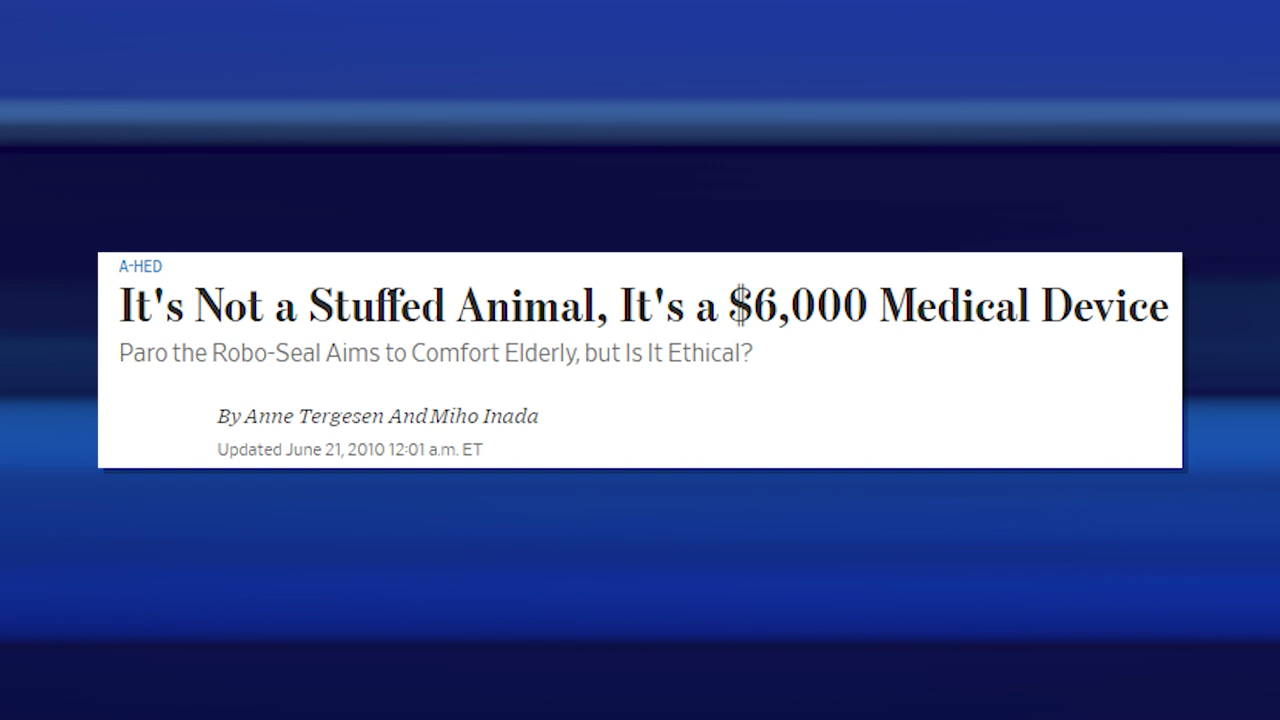 A-HED
It's Not a Stuffed Animal, It's a $6,000 Medical Device
Paro the Robo-Seal Aims to Comfort Elderly, but Is It Ethical?
By Anne Tergesen And Miho Inada
Updated June 21, 2010 12:01 a.m. ET